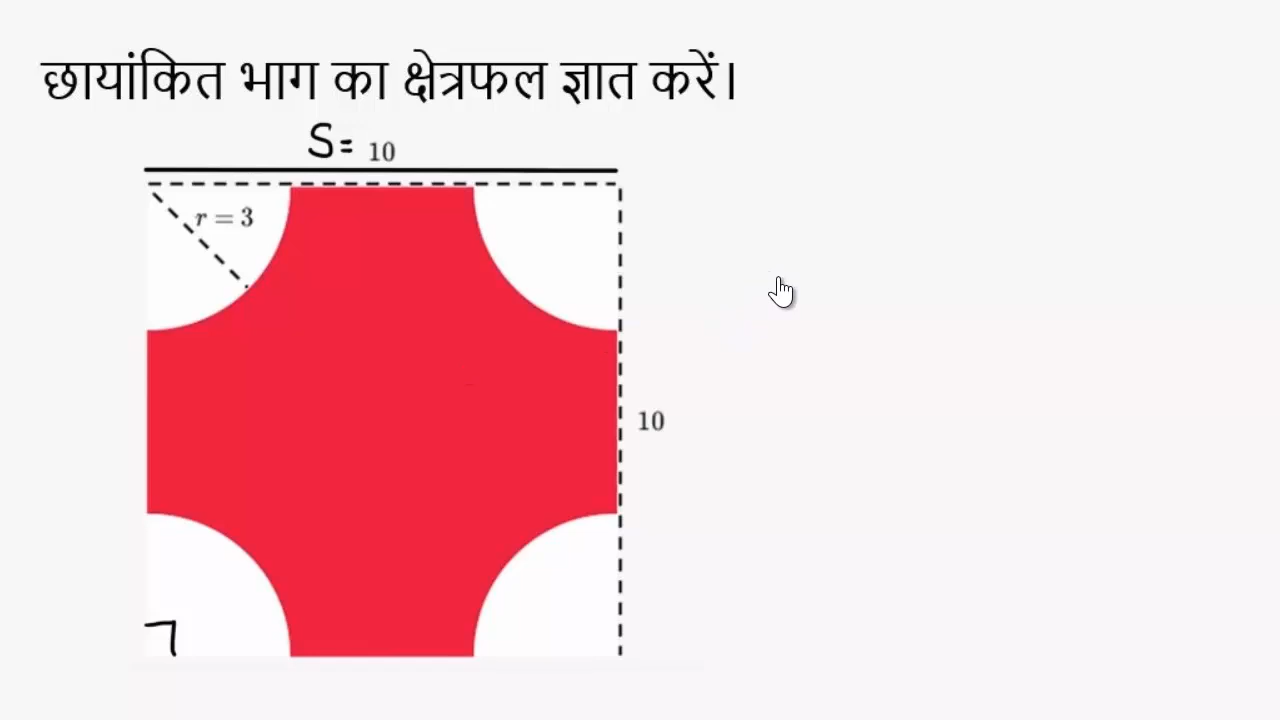 छायांकित भाग का क्षेत्रफल ज्ञात करें।
S= 10
r = 3
10